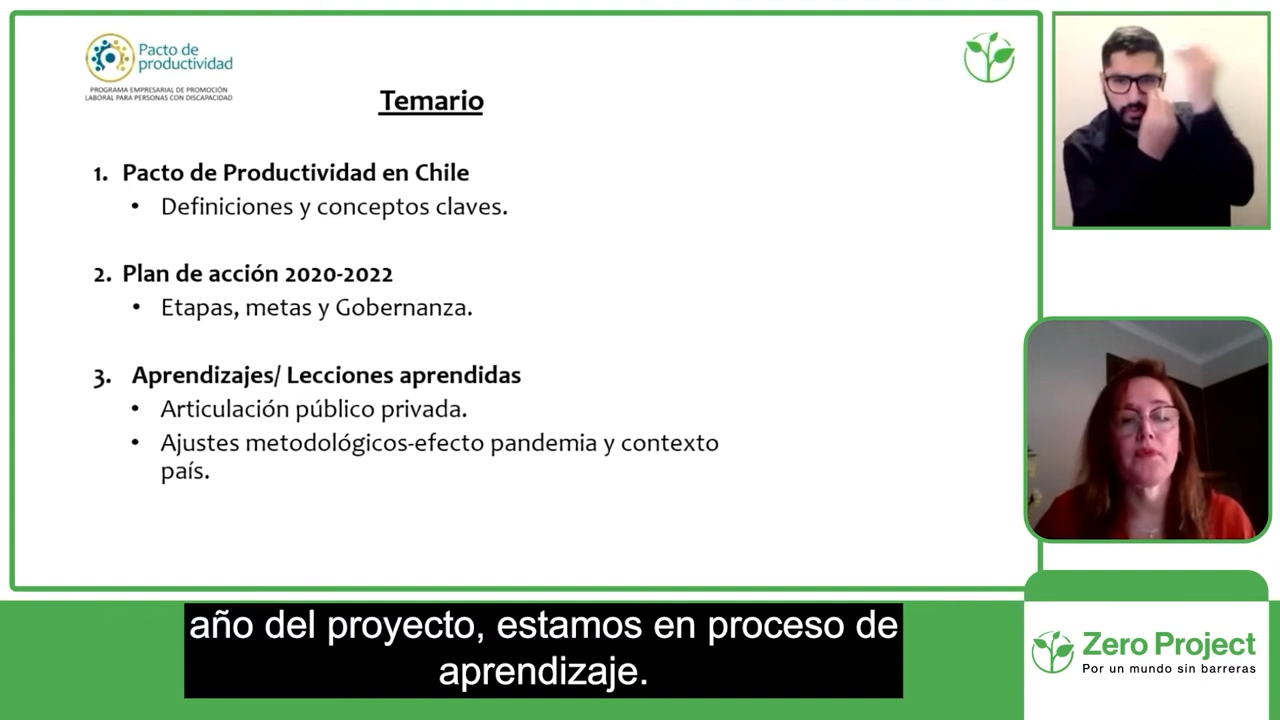 Pacto de
productividad
PROGRAMA EMPRESARIAL DE PROMOCIÓN
LABORAL PARA PERSONAS CON DISCAPACIDAD
Temario
1. Pacto de Productividad en Chile
• Definiciones y conceptos claves.
2. Plan de acción 2020-2022
• Etapas, metas y Gobernanza.
3. Aprendizajes/ Lecciones aprendidas
• Articulación público privada.
• Ajustes metodológicos-efecto pandemia y contexto
país.
año del proyecto, estamos en proceso de
aprendizaje.
Zero Project
Por un mundo sin barreras